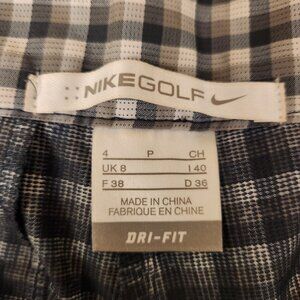 NIKEGOLF
4 P CH
UK 8 I 40
F 38 D 36
MADE IN CHINA
FABRIQUE EN CHINE
DRI-FIT